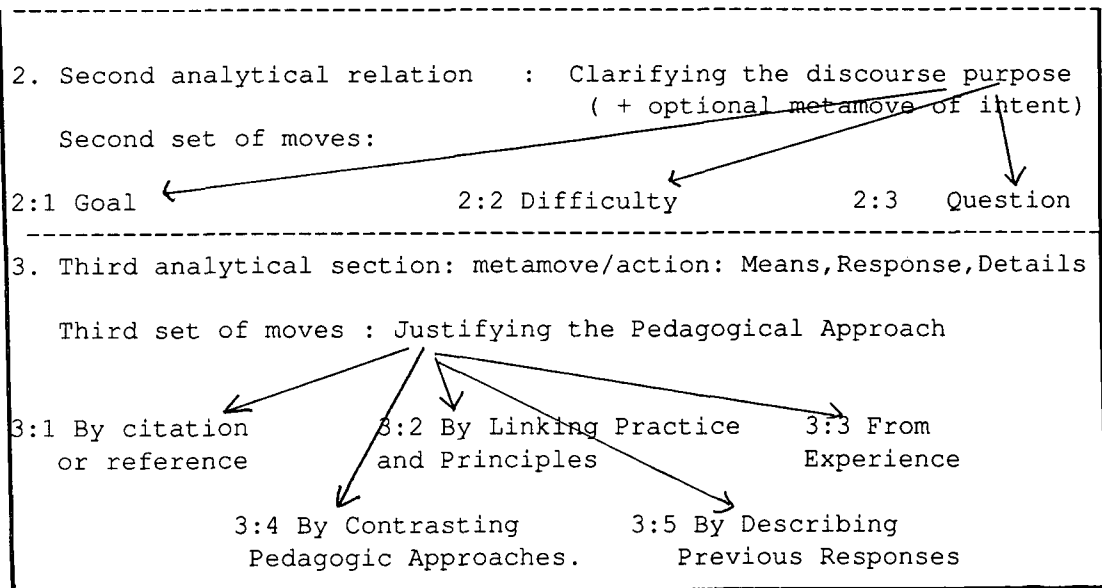 2. Second analytical relation : Clarifying the discourse purpose
( + optional metamove of intent)
Second set of moves:
2:1 Goal 2:2 Difficulty 2:3 Question
3. Third analytical section: metamove/action: Means,Response,Details
Third set of moves : Justifying the Pedagogical Approach
3:1 By citation 3:2 By Linking Practice 3:3 From
or reference and Principles Experience
3:4 By Contrasting 3:5 By Describing
Pedagogic Approaches. Previous Responses